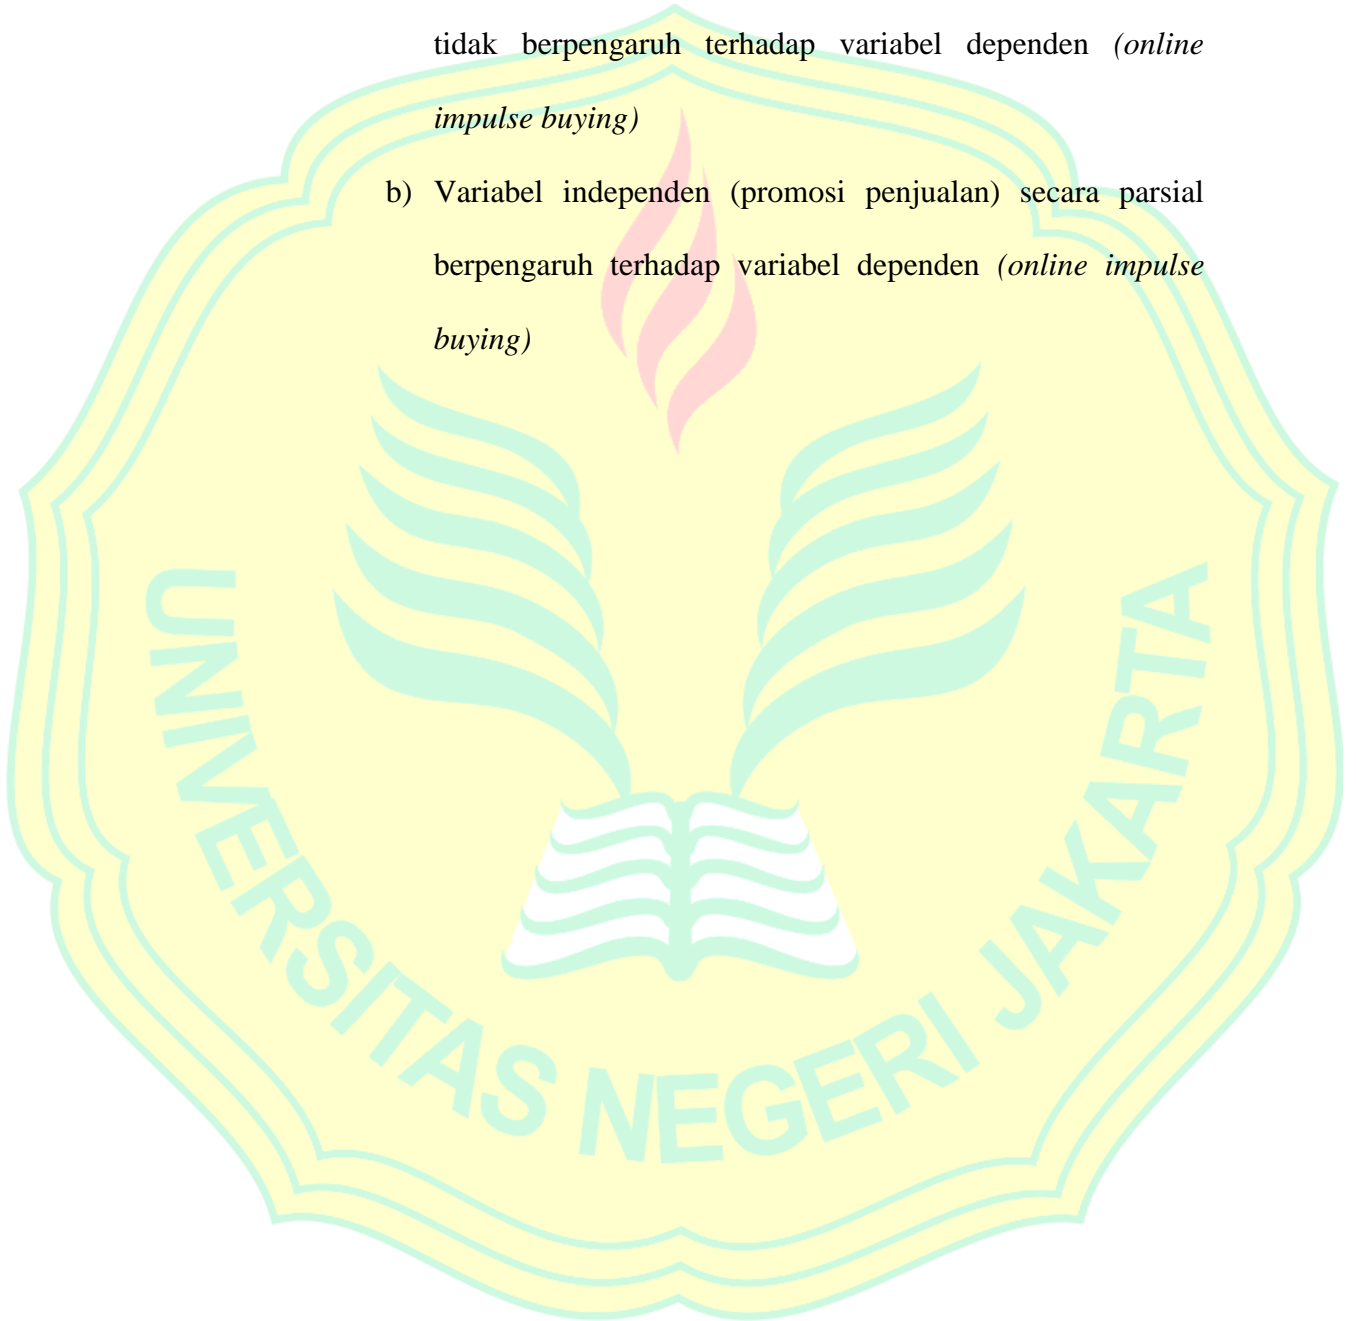 tidak berpengaruh terhadap variabel dependen (online
impulse buying)
b) Variabel independen (promosi penjualan) secara parsial
berpengaruh terhadap variabel dependen (online impulse
buying)
UNIVERSITAS NEGERI JAKARTA